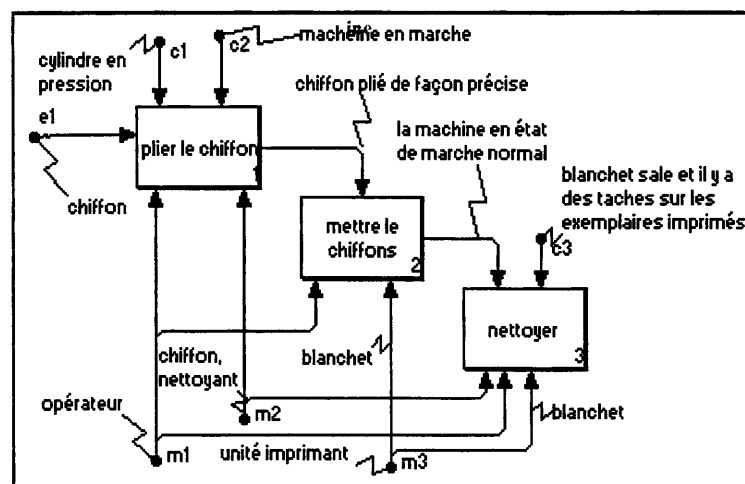 c1
c2
machine en marche
cylindre en
pression
chiffon plié de façon précise
e1
plier le chiffon
1
la machine en état
de marche normal
blanchet sale et il y a
des taches sur les
exemplaires imprimés
chiffon
mettre le
chiffons
2
c3
nettoyer
3
chiffon,
nettoyant
blanchet
opérateur
m2
blanchet
m1
unité imprimant
m3